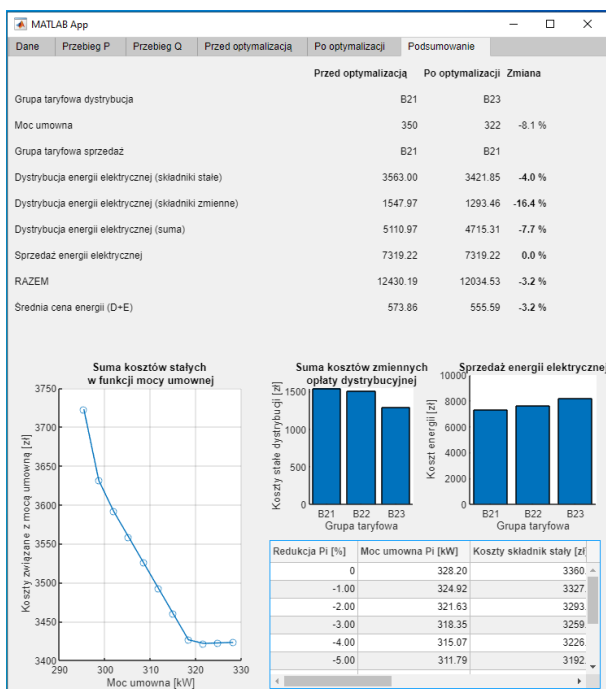 MATLAB App
Dane Przebieg P Przebieg Q Przed optymalizacją Po optymalizacji Podsumowanie
Przed optymalizacją Po optymalizacji Zmiana
Grupa taryfowa dystrybucja B21 B23
Moc umowna 350 322 -8.1 %
Grupa taryfowa sprzedaż B21 B21
Dystrybucja energii elektrycznej (składniki stałe) 3563.00 3421.85 -4.0 %
Dystrybucja energii elektrycznej (składniki zmienne) 1547.97 1293.46 -16.4 %
Dystrybucja energii elektrycznej (suma) 5110.97 4715.31 -7.7 %
Sprzedaż energii elektrycznej 7319.22 7319.22 0.0 %
RAZEM 12430.19 12034.53 -3.2 %
Średnia cena energii (D+E) 573.86 555.59 -3.2 %
Suma kosztów stałych
w funkcji mocy umownej
Koszty związane z mocą umowną [zł]
3750
3700
3650
3600
3550
3500
3450
3400
290 300 310 320 330
Moc umowna [kW]
Suma kosztów zmiennych
opłaty dystrybucyjnej
Koszty stałe dystrybucji [zł]
1500
1000
500
0
B21 B22 B23
Grupa taryfowa
Sprzedaż energii elektrycznej
Koszt energii [zł]
10000
8000
6000
4000
2000
0
B21 B22 B23
Grupa taryfowa
Redukcja Pi [%] Moc umowna Pi [kW] Koszty składnik stały [zł
0 328.20 3360.
-1.00 324.92 3327.
-2.00 321.63 3293.
-3.00 318.35 3259.
-4.00 315.07 3226.
-5.00 311.79 3192.